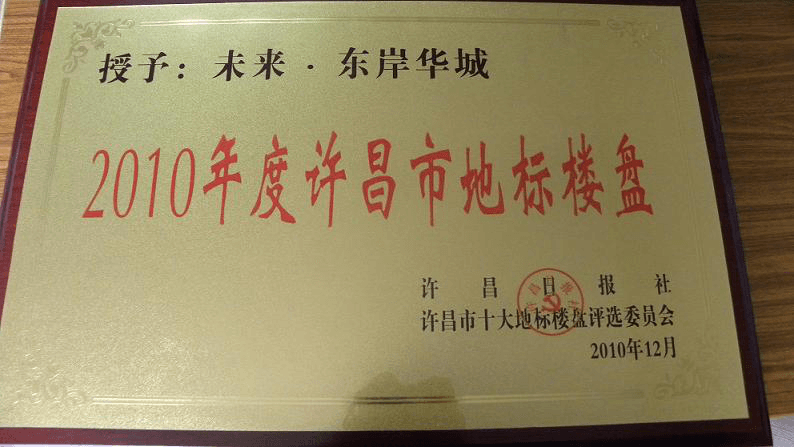 授予：未来·东岸华城
2010年度许昌市地标楼盘
许昌日报社
许昌市十大地标楼盘评选委员会
2010年12月